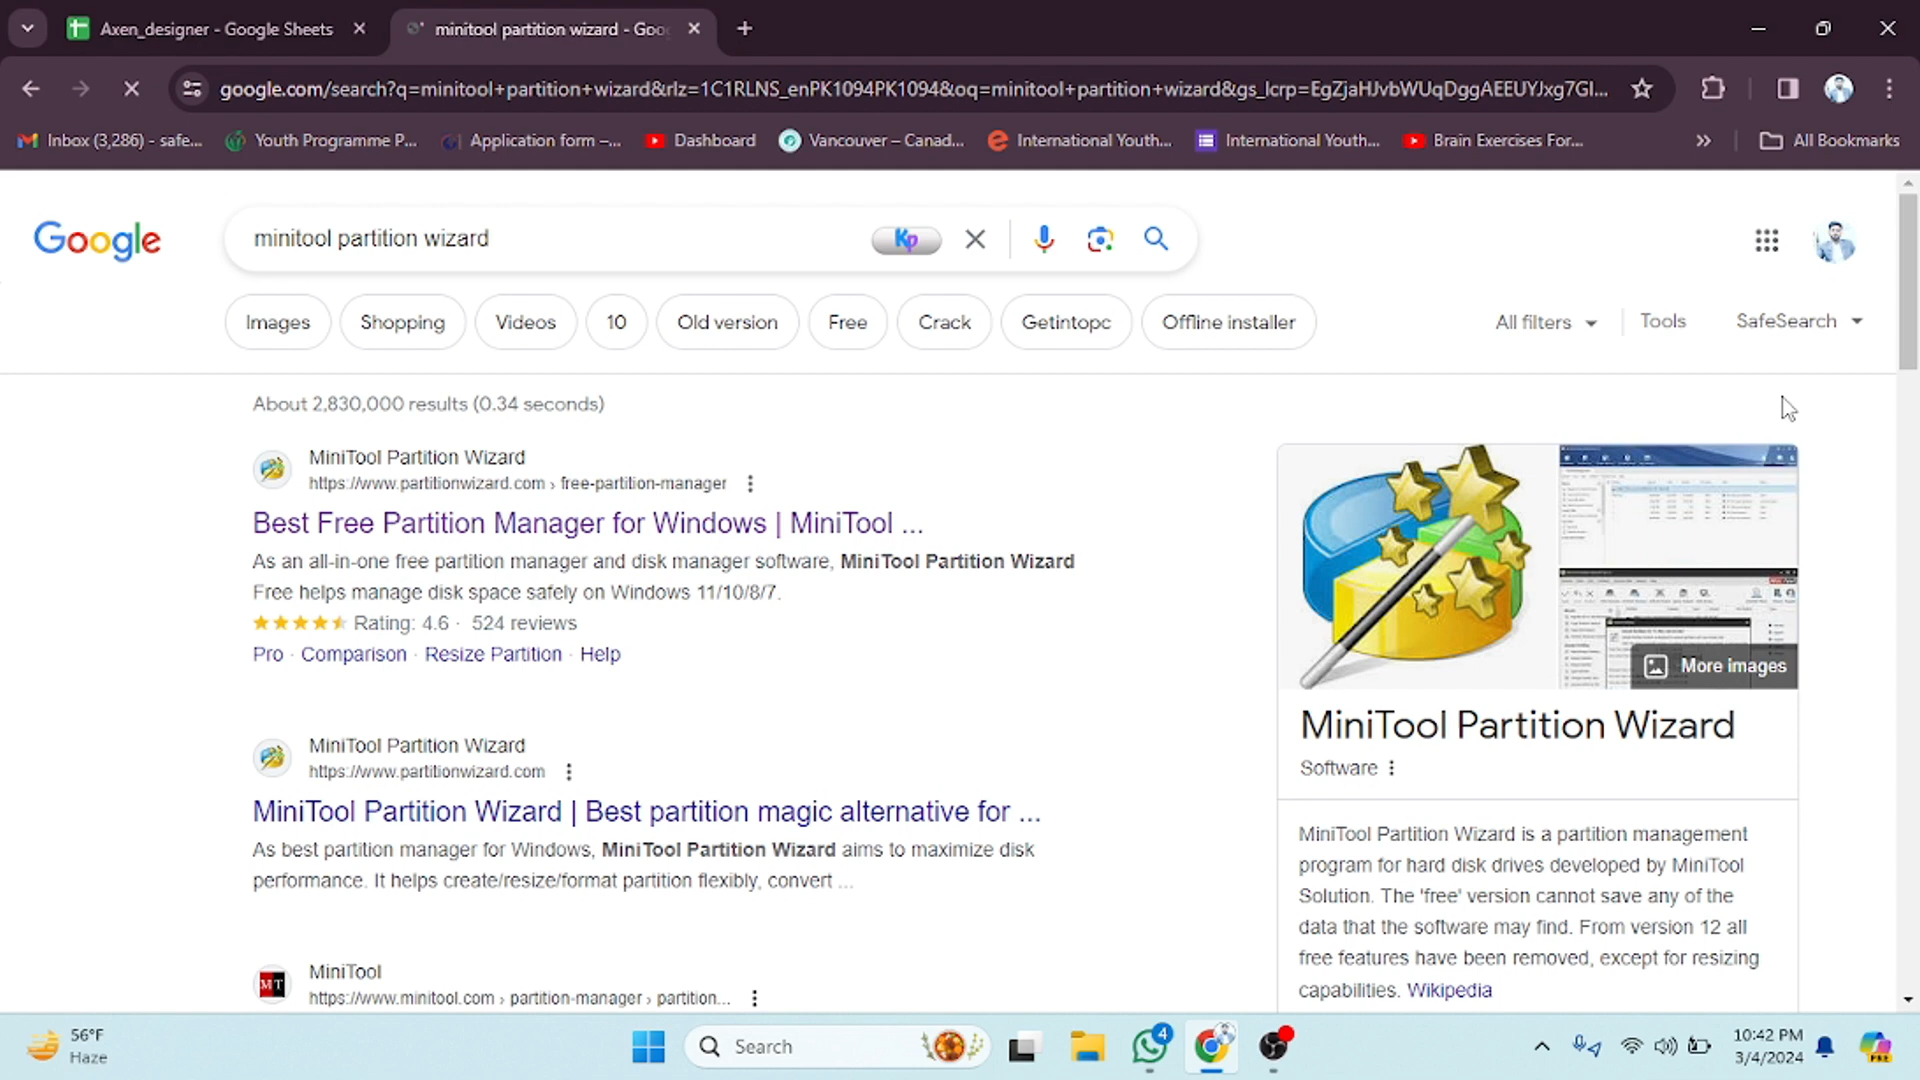 Axen_designer - Google Sheets
minitool partition wizard - Goo
google.com/search?q=minitool+partition+wizard&rlz=1C1RLNS_enPK1094PK1094&oq=minitool+partition+wizard&gs_lcrp=EgZjaHJvbWUqDggAEEUYJxg7GI...
Inbox (3,286) - safe...
Youth Programme P...
Application form –...
Dashboard
Vancouver – Canad...
International Youth...
International Youth...
Brain Exercises For...
All Bookmarks
Google
minitool partition wizard
Kp
Images
Shopping
Videos
10
Old version
Free
Crack
Getintopc
Offline installer
All filters
Tools
SafeSearch
About 2,830,000 results (0.34 seconds)
MiniTool Partition Wizard
https://www.partitionwizard.com › free-partition-manager
Best Free Partition Manager for Windows | MiniTool ...
As an all-in-one free partition manager and disk manager software, MiniTool Partition Wizard
Free helps manage disk space safely on Windows 11/10/8/7.
Rating: 4.6 · 524 reviews
Pro · Comparison · Resize Partition · Help
MiniTool Partition Wizard
https://www.partitionwizard.com
MiniTool Partition Wizard | Best partition magic alternative for ...
As best partition manager for Windows, MiniTool Partition Wizard aims to maximize disk
performance. It helps create/resize/format partition flexibly, convert ...
MT
MiniTool
https://www.minitool.com › partition-manager › partition...
More images
MiniTool Partition Wizard
Software
MiniTool Partition Wizard is a partition management
program for hard disk drives developed by MiniTool
Solution. The 'free' version cannot save any of the
data that the software may find. From version 12 all
free features have been removed, except for resizing
capabilities. Wikipedia
56°F
Haze
Search
4
10:42 PM
3/4/2024
PRE